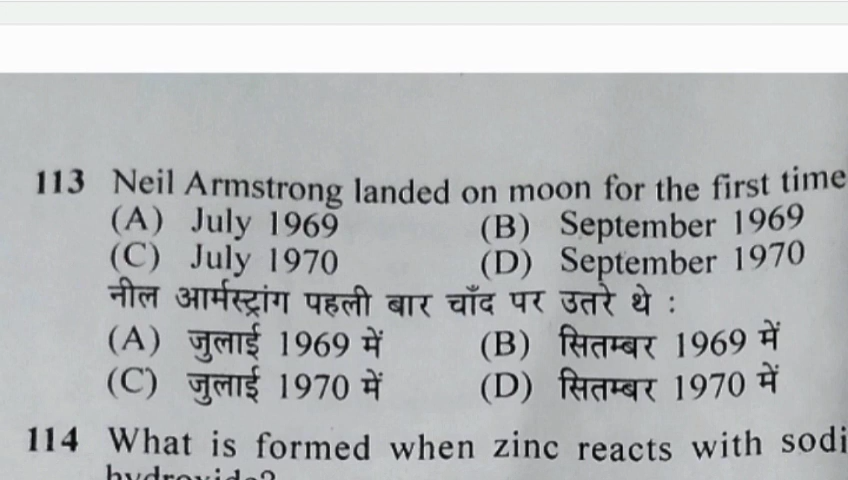 113 Neil Armstrong landed on moon for the first time
(A) July 1969 (B) September 1969
(C) July 1970 (D) September 1970
नील आर्मस्ट्रांग पहली बार चाँद पर उतरे थे :
(A) जुलाई 1969 में (B) सितम्बर 1969 में
(C) जुलाई 1970 में (D) सितम्बर 1970 में
114 What is formed when zinc reacts with sodi
hydroxide?